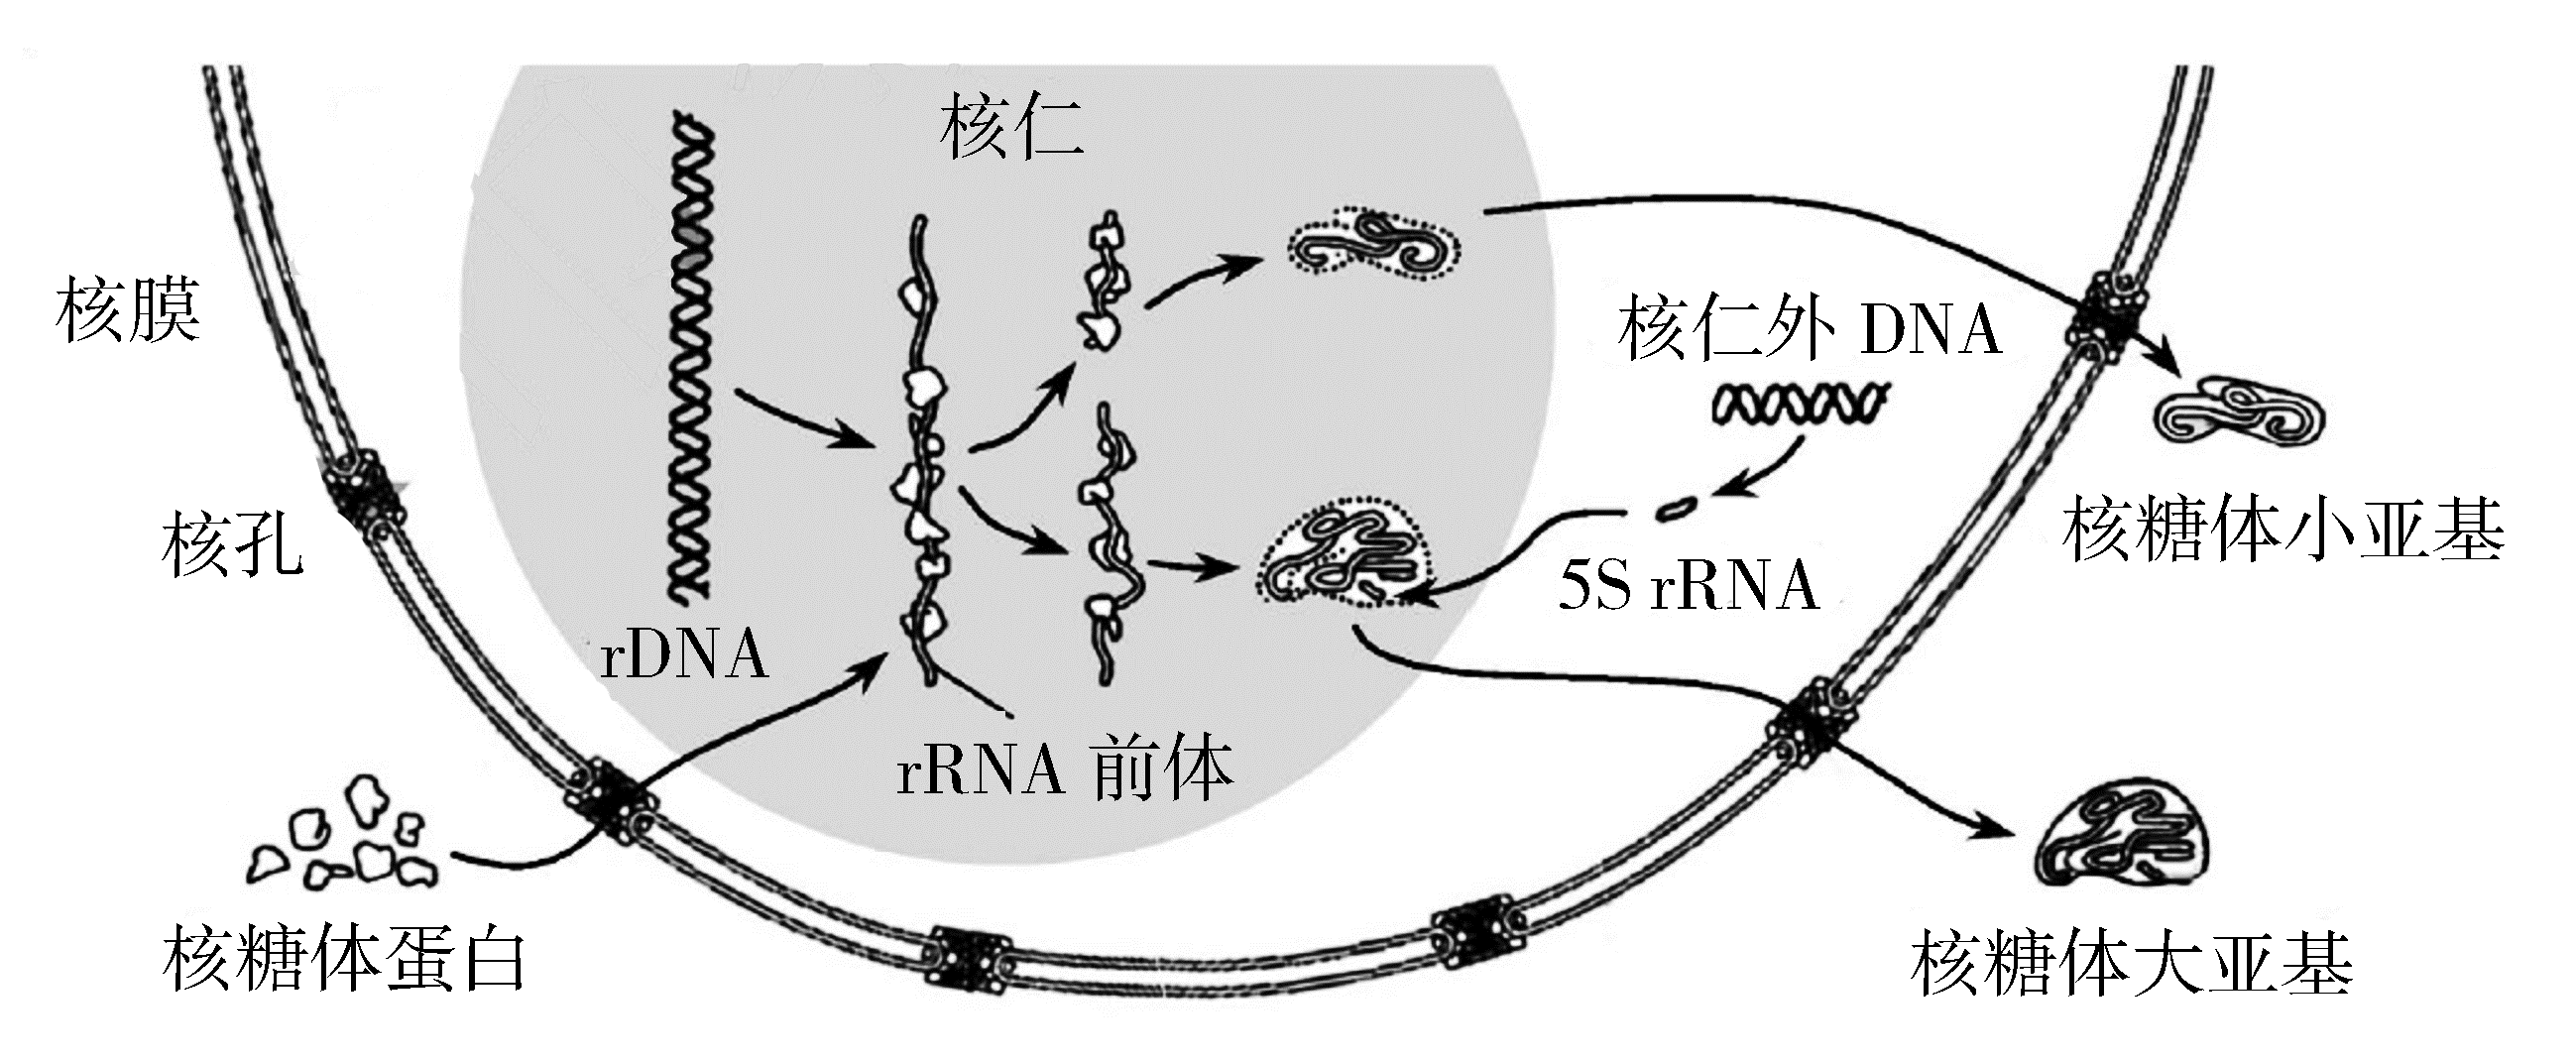 核仁
核膜
核仁外 DNA
核孔
核糖体小亚基
5S rRNA
rDNA
rRNA 前体
核糖体蛋白
核糖体大亚基